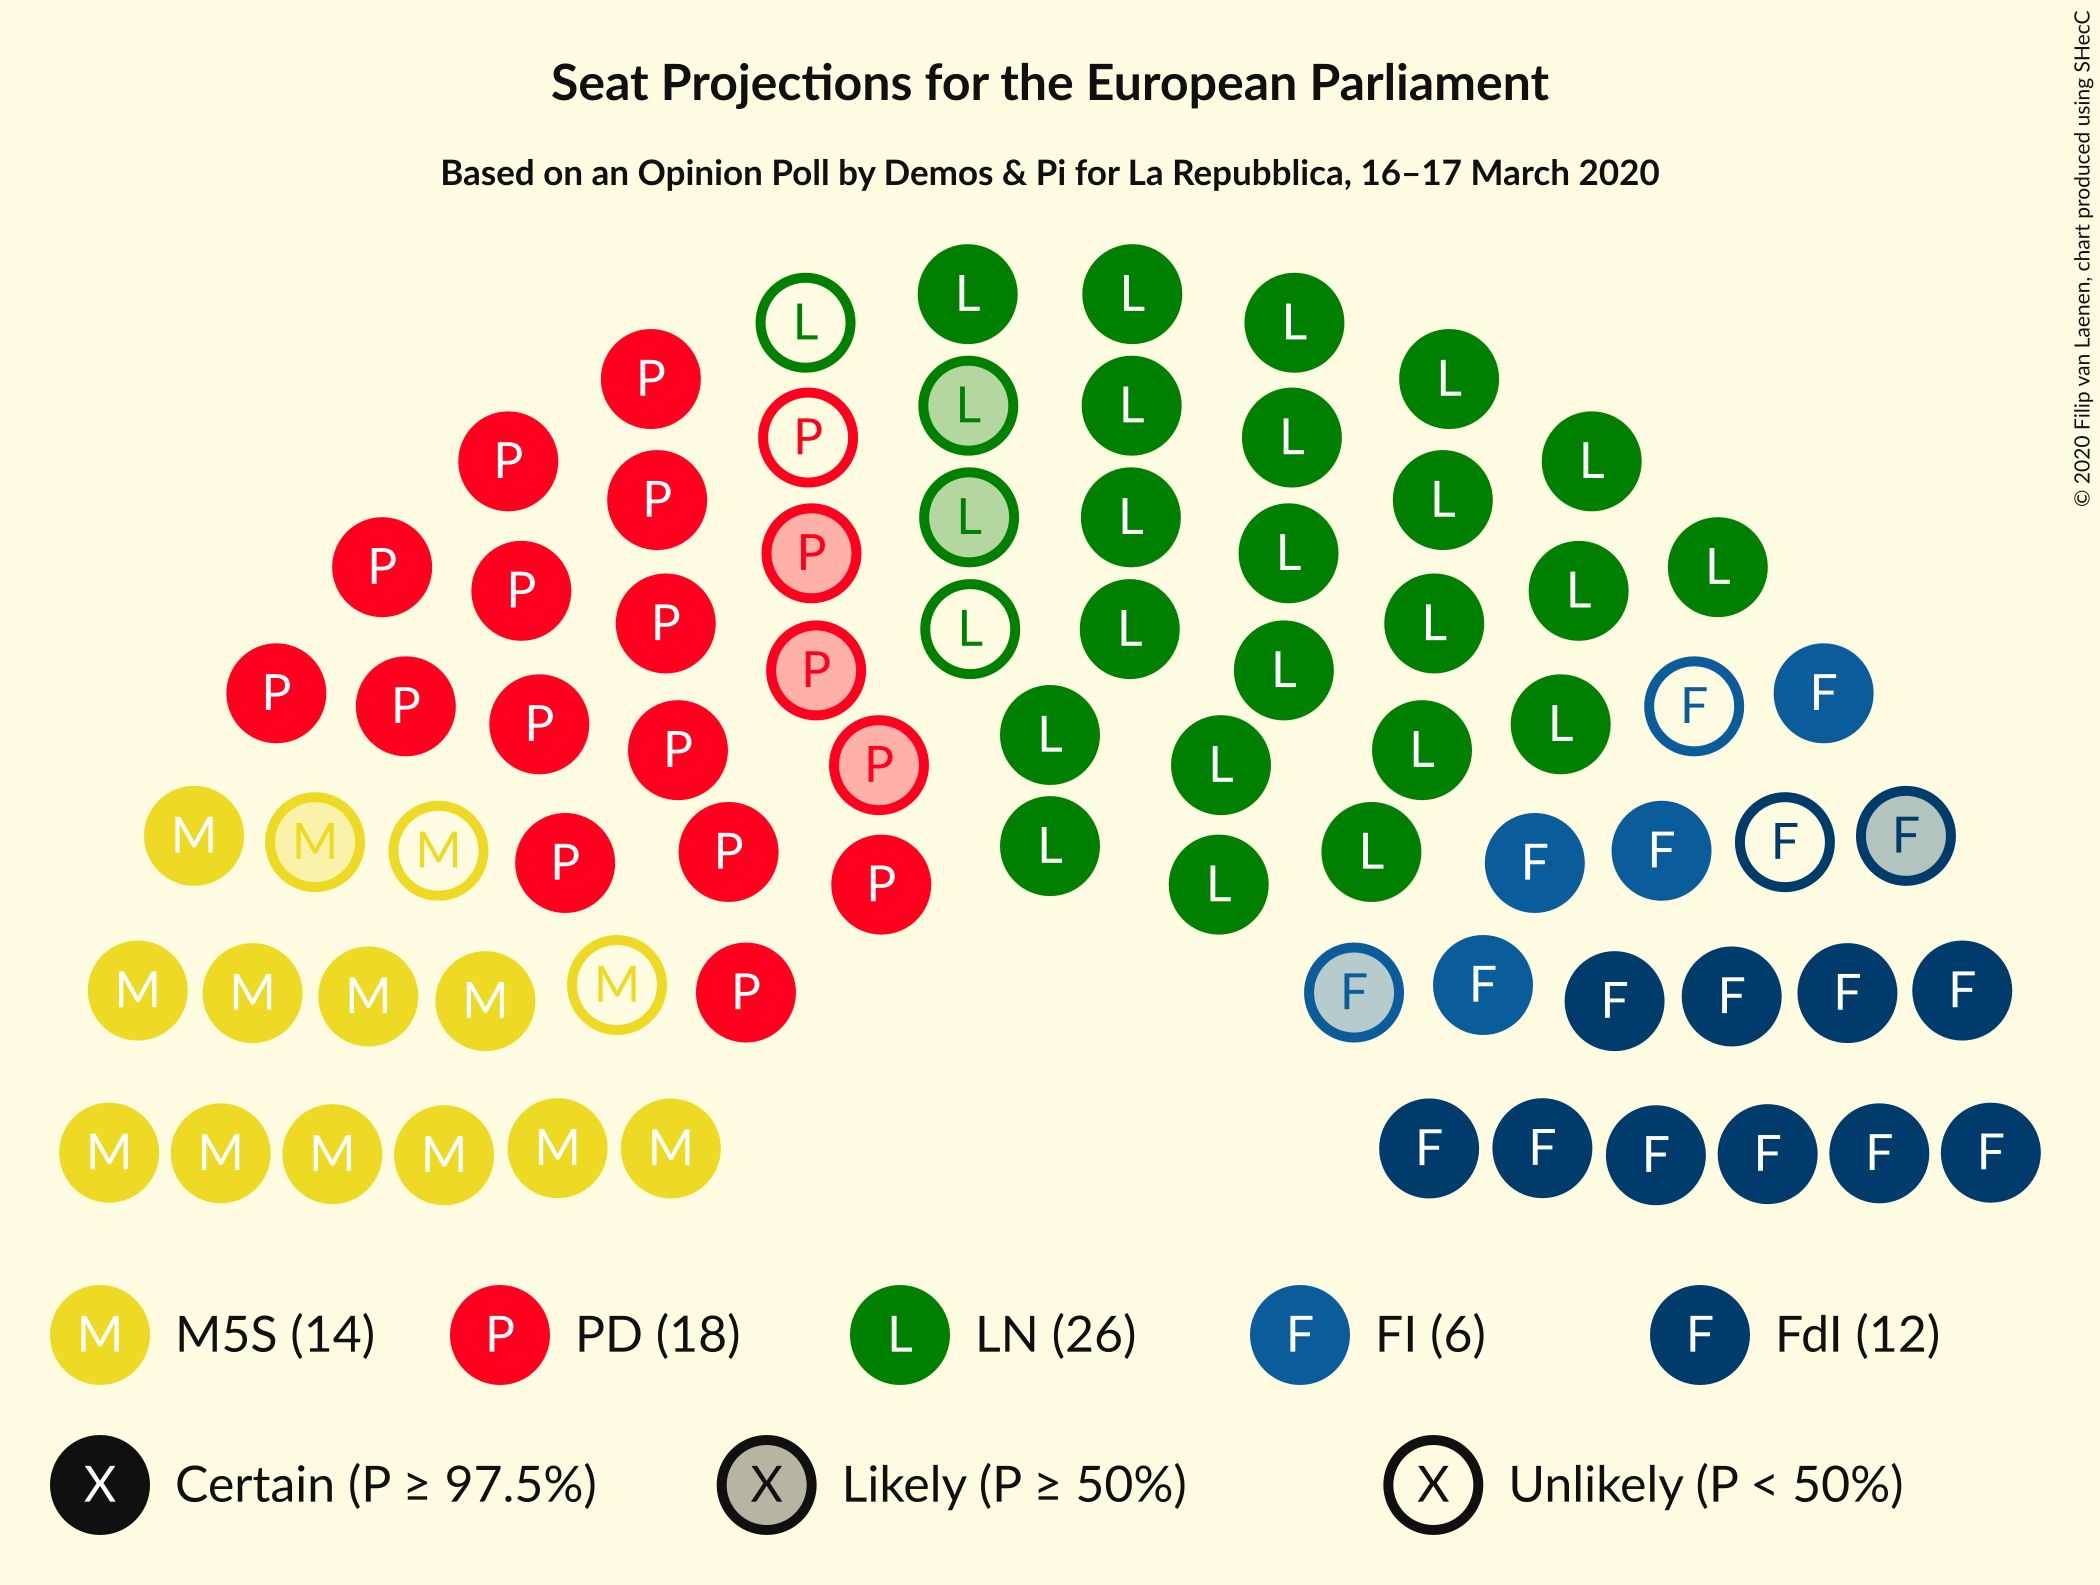 Seat Projections for the European Parliament
Based on an Opinion Poll by Demos & Pi for La Repubblica, 16–17 March 2020
© 2020 Filip van Laenen, chart produced using SHecC
L L
L L
P L L L
P L L
P P L L
P P L L
P P L L
P P L L
P P L L
P L L F F
P P P P L L L
P L
M M M P P L L F F F F
P L
M M M M M P F F F F F F
M M M M M M F F F F F F
M M5S (14) P PD (18) L LN (26) F FI (6) F FdI (12)
X Certain (P ≥ 97.5%) X Likely (P ≥ 50%) X Unlikely (P < 50%)